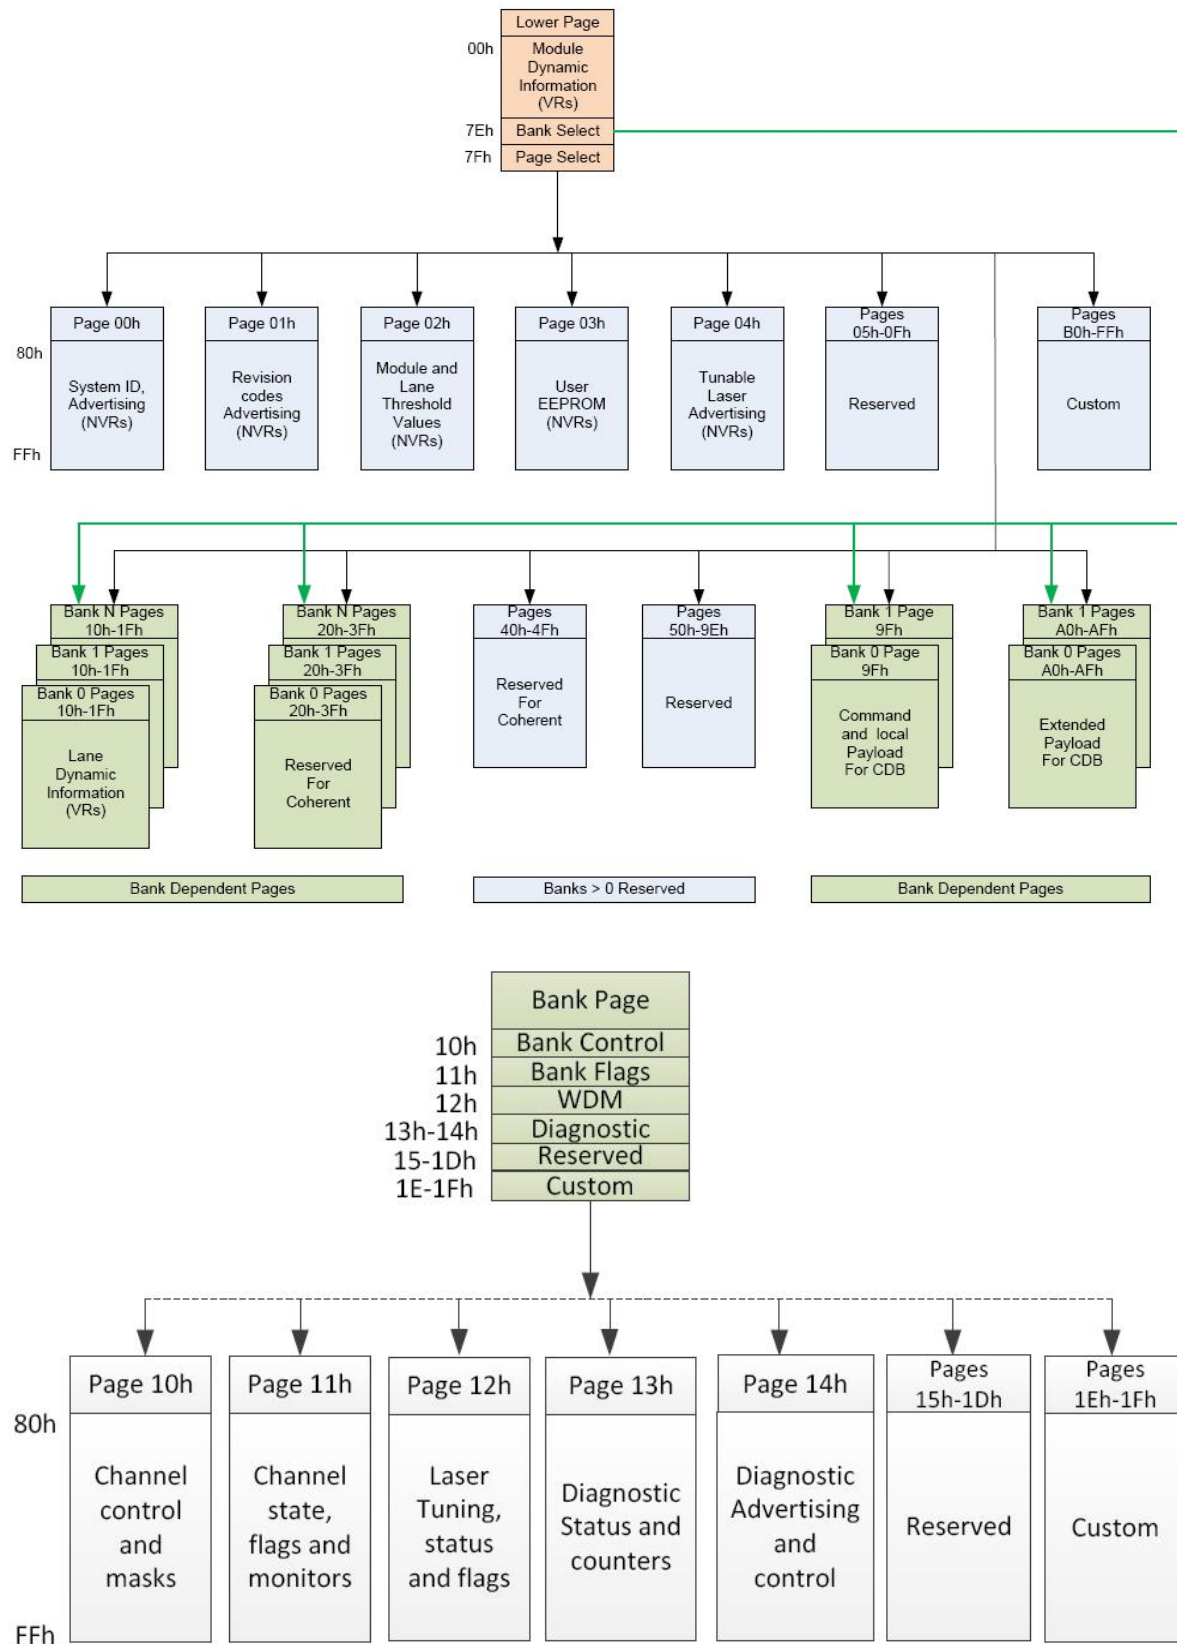 Lower Page
00h
Module
Dynamic
Information
(VRs)
7Eh
Bank Select
7Fh
Page Select
Page 00h
80h
System ID,
Advertising
(NVRs)
FFh
Page 01h
Revision
codes
Advertising
(NVRs)
Page 02h
Module and
Lane
Threshold
Values
(NVRs)
Page 03h
User
EEPROM
(NVRs)
Page 04h
Tunable
Laser
Advertising
(NVRs)
Pages
05h-0Fh
Reserved
Pages
B0h-FFh
Custom
Bank N Pages
10h-1Fh
Bank 1 Pages
10h-1Fh
Bank 0 Pages
10h-1Fh
Lane
Dynamic
Information
(VRs)
Bank N Pages
20h-3Fh
Bank 1 Pages
20h-3Fh
Bank 0 Pages
20h-3Fh
Reserved
For
Coherent
Pages
40h-4Fh
Reserved
For
Coherent
Pages
50h-9Eh
Reserved
Bank 1 Page
9Fh
Bank 0 Page
9Fh
Command
and local
Payload
For CDB
Bank 1 Pages
A0h-AFh
Bank 0 Pages
A0h-AFh
Extended
Payload
For CDB
Bank Dependent Pages
Banks > 0 Reserved
Bank Dependent Pages
Bank Page
10h
Bank Control
11h
Bank Flags
12h
WDM
13h-14h
Diagnostic
15-1Dh
Reserved
1E-1Fh
Custom
Page 10h
80h
Channel
control
and
masks
FFh
Page 11h
Channel
state,
flags and
monitors
Page 12h
Laser
Tuning,
status
and flags
Page 13h
Diagnostic
Status and
counters
Page 14h
Diagnostic
Advertising
and
control
Pages
15h-1Dh
Reserved
Pages
1Eh-1Fh
Custom